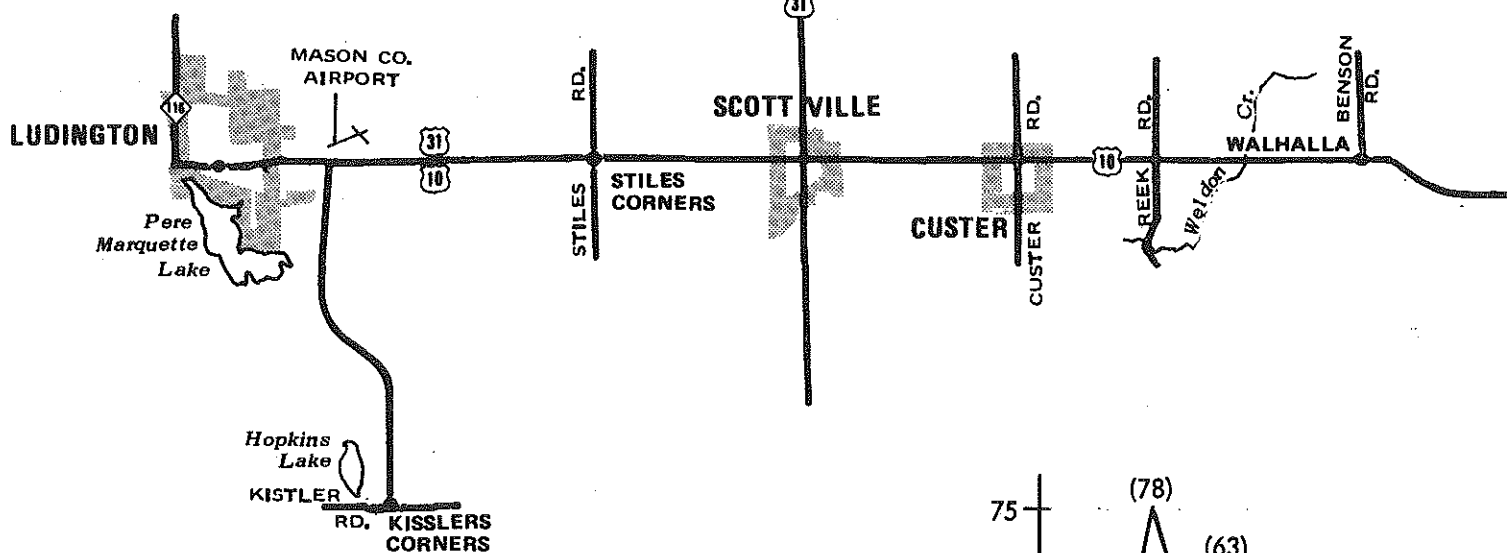 31
MASON CO.
AIRPORT
116
LUDINGTON
31
10
RD.
STILES
STILES
CORNERS
SCOTTVILLE
RD.
CUSTER
CUSTER
10
RD.
REEK
Cr.
Weldon
WALHALLA
BENSON
RD.
Pere
Marquette
Lake
Hopkins
Lake
KISTLER
RD.
KISSLERS
CORNERS
75
(78)
(63)